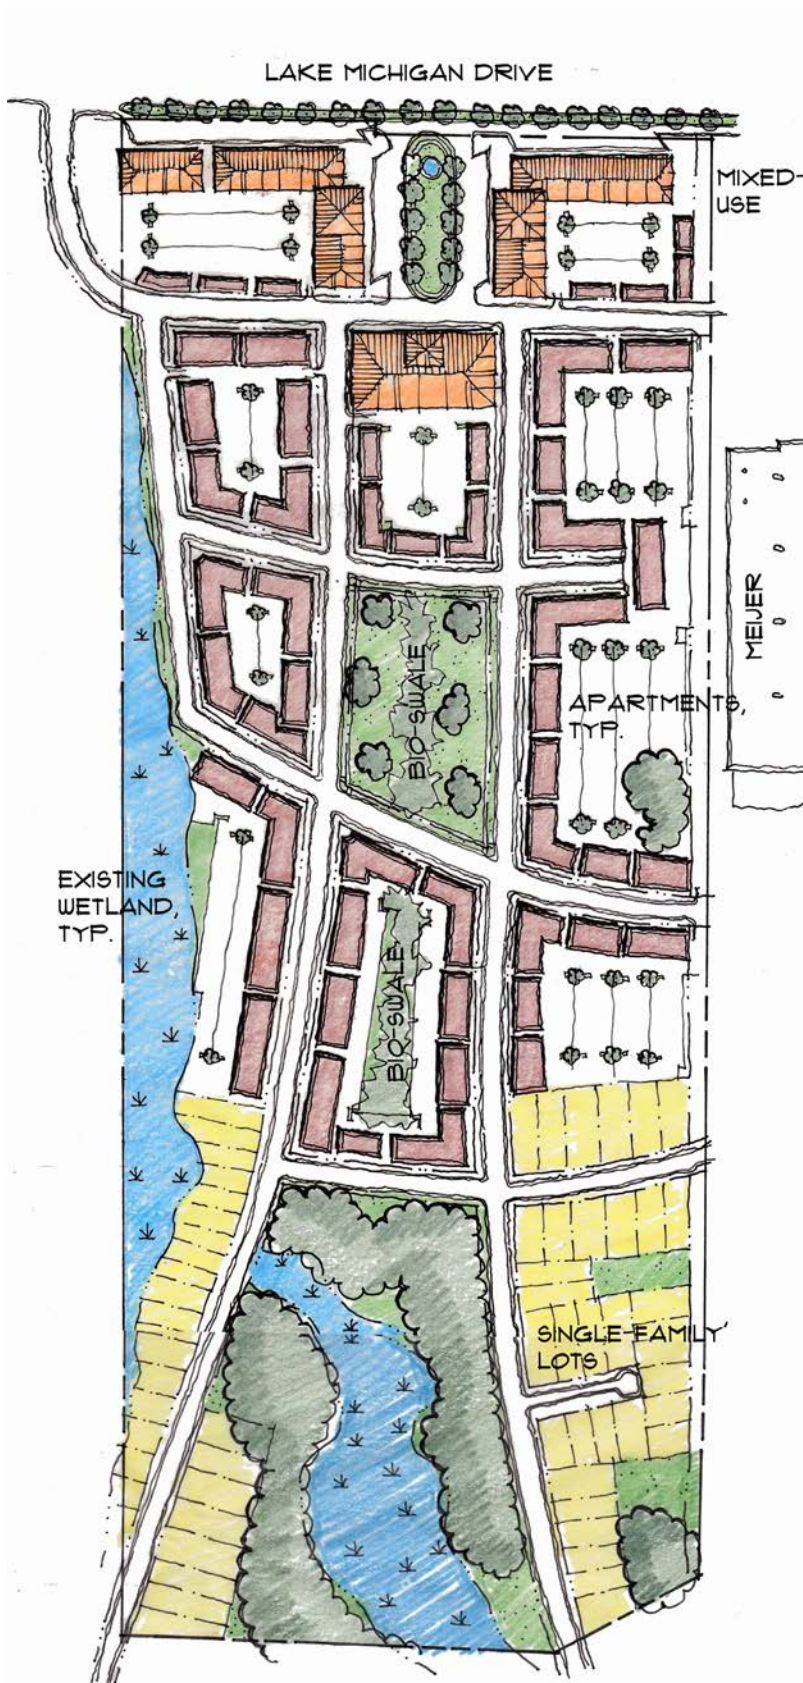 LAKE MICHIGAN DRIVE
MIXED-
USE
MEIJER
BIO-SWALE
APARTMENTS,
TYP.
EXISTING
WETLAND,
TYP.
BIO-SWALE
SINGLE-FAMILY
LOTS